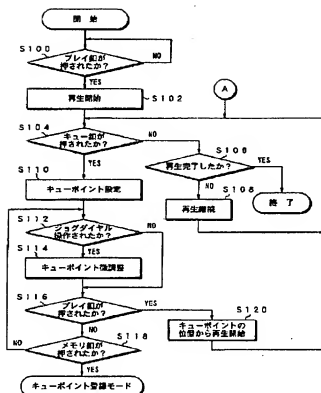 開 始
S100
プレイ釦が
押されたか?
NO
YES
再生開始
S102
A
S104
キュー釦が
押されたか?
NO
YES
S106
再生完了したか?
YES
NO
S110
キューポイント設定
S108
再生継続
終 了
S112
ジョグダイヤル
操作されたか?
NO
YES
S114
キューポイント微調整
S116
プレイ釦が
押されたか?
YES
NO
S120
キューポイントの
位置から再生開始
S118
メモリ釦が
押されたか?
NO
YES
キューポイント登録モード